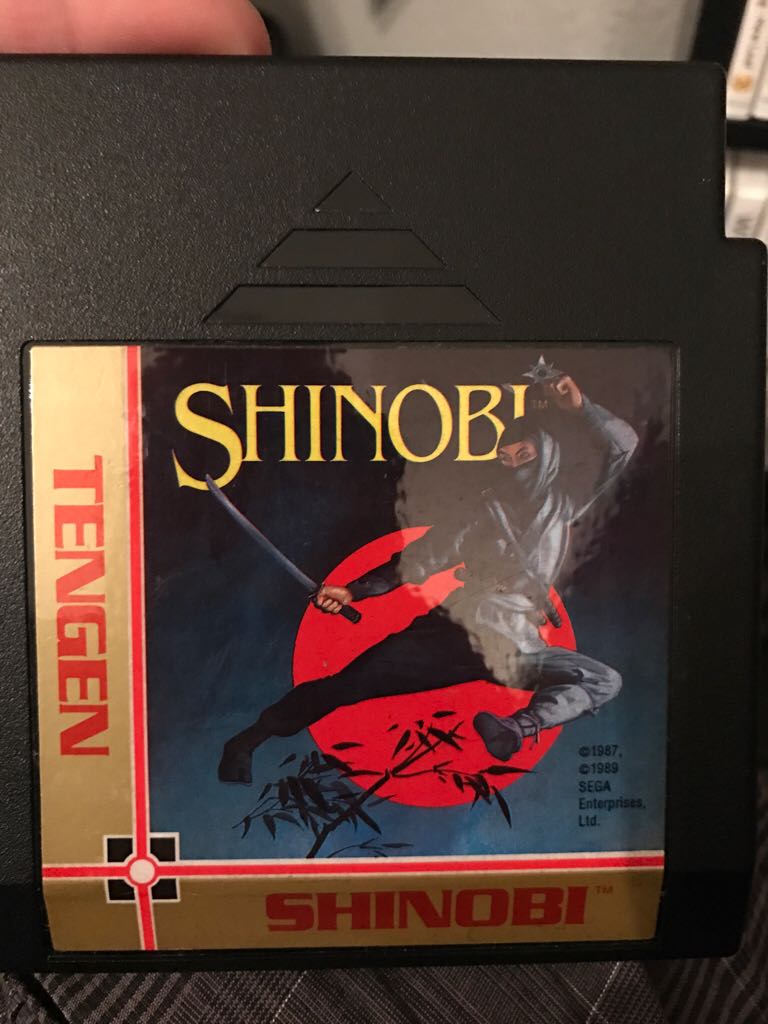 SHINOBI™
TENGEN
©1987,
©1989
SEGA
Enterprises,
Ltd.
SHINOBI™